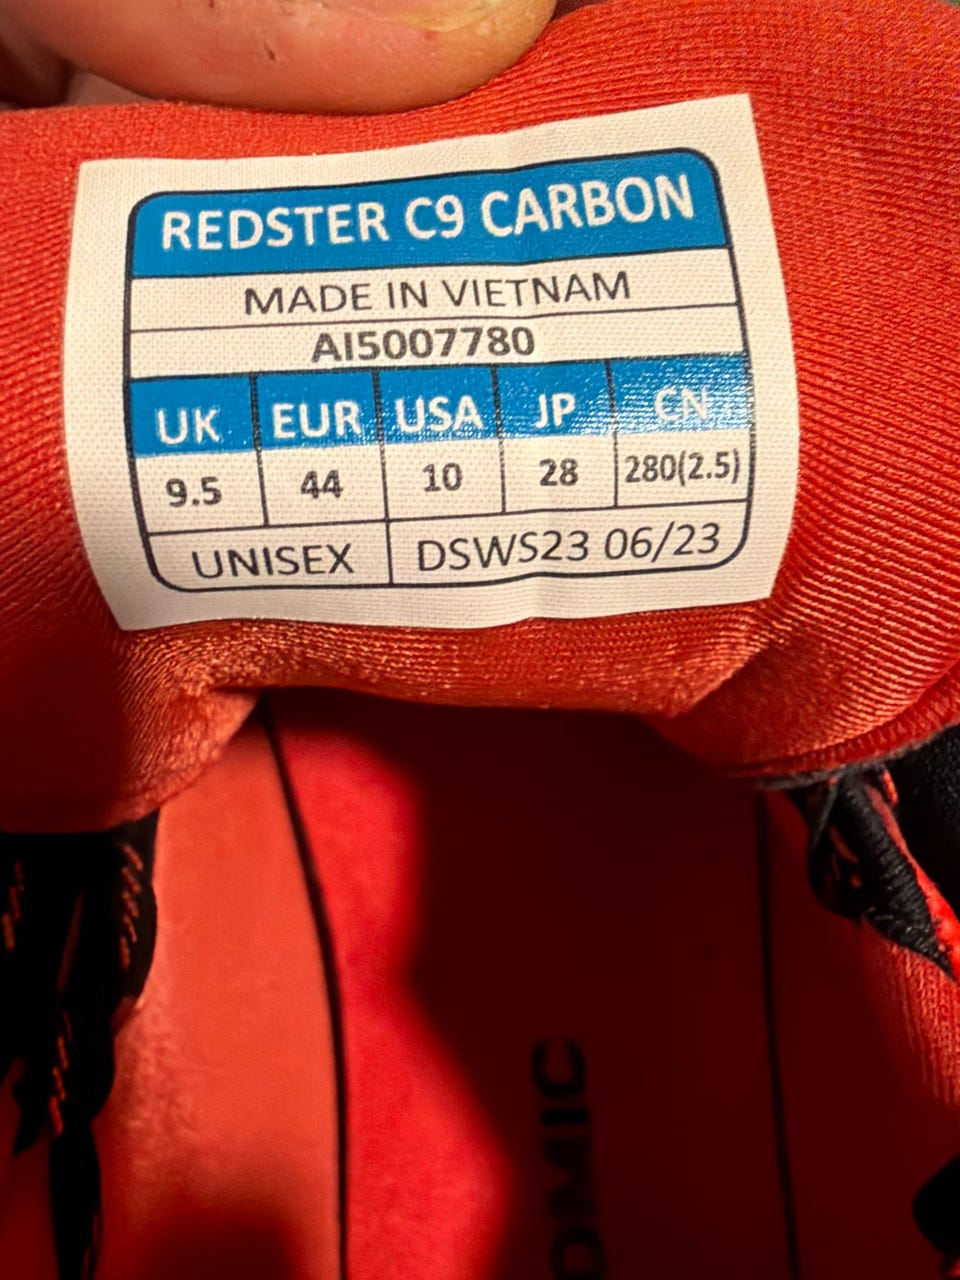 REDSTER C9 CARBON
MADE IN VIETNAM
AI5007780
UK EUR USA JP CN
9.5 44 10 28 280(2.5)
UNISEX DSWS23 06/23